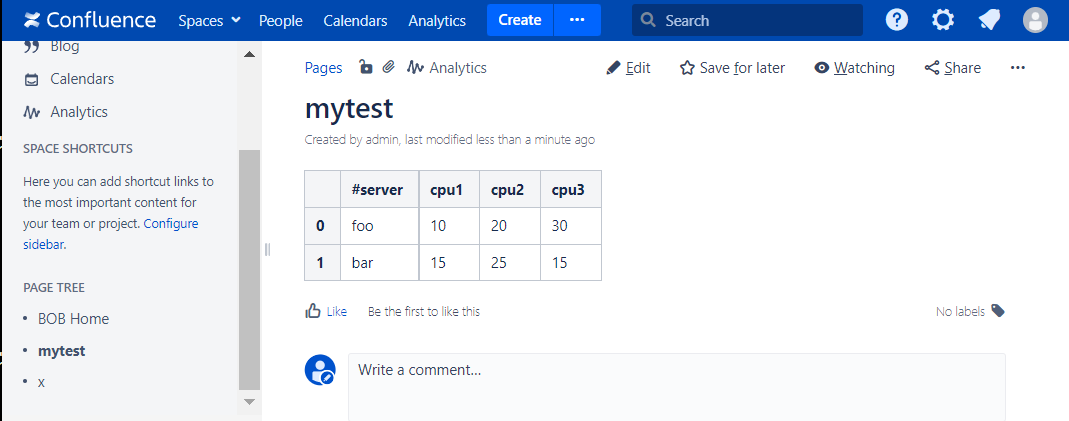 Confluence Spaces People Calendars Analytics Create ··· Search
Blog
Calendars
Analytics
SPACE SHORTCUTS
Here you can add shortcut links to
the most important content for
your team or project. Configure
sidebar.
PAGE TREE
• BOB Home
• mytest
• x
Pages Analytics Edit Save for later Watching Share ···
mytest
Created by admin, last modified less than a minute ago
#server cpu1 cpu2 cpu3
0 foo 10 20 30
1 bar 15 25 15
Like Be the first to like this No labels
Write a comment...